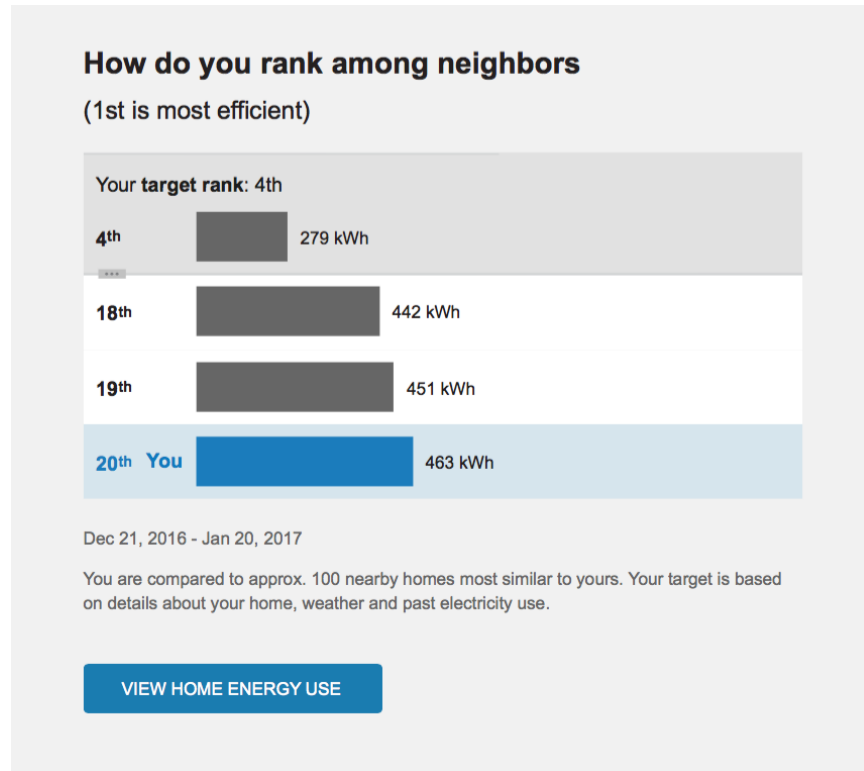 How do you rank among neighbors
(1st is most efficient)
Your target rank: 4th
4th 279 kWh
18th 442 kWh
19th 451 kWh
20th You 463 kWh
Dec 21, 2016 - Jan 20, 2017
You are compared to approx. 100 nearby homes most similar to yours. Your target is based
on details about your home, weather and past electricity use.
VIEW HOME ENERGY USE